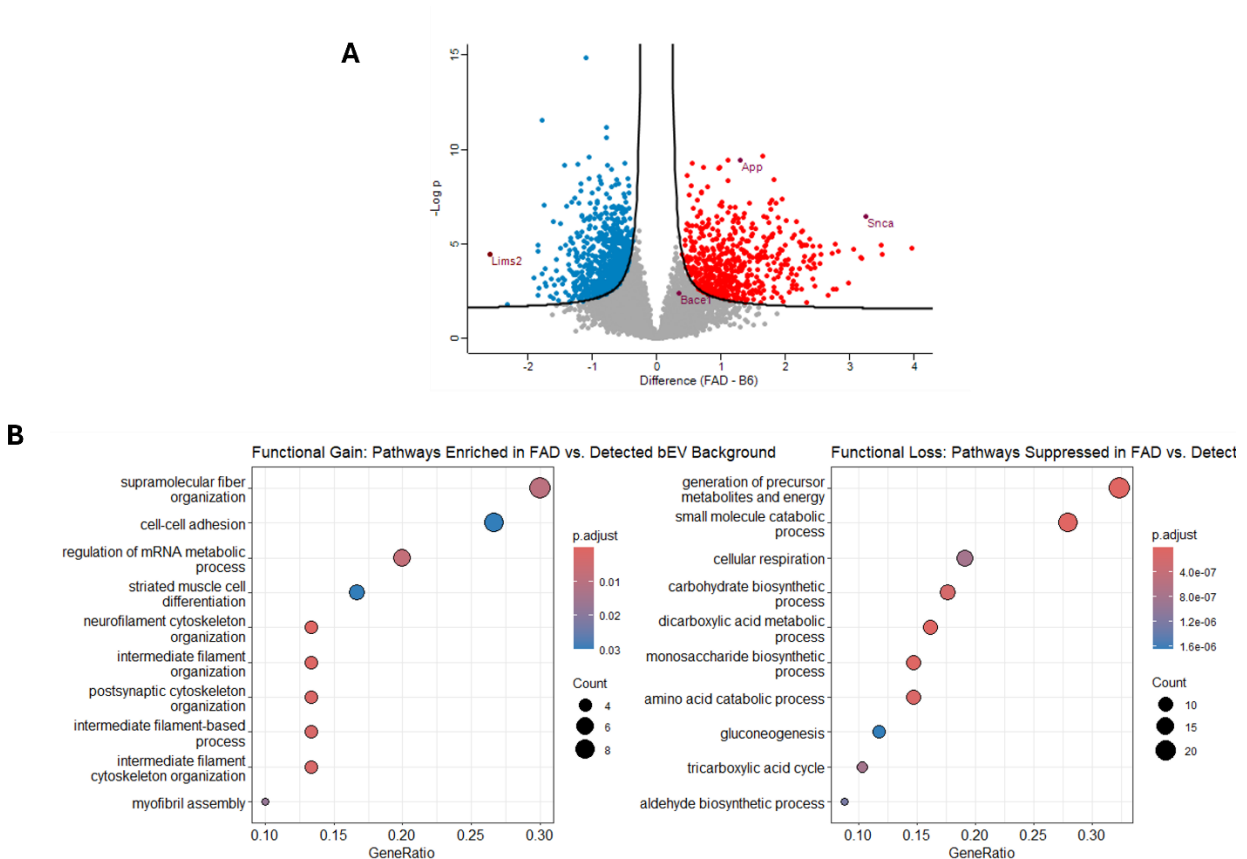 A
15
10
5
0
-Log p
App
Snca
Lims2
Bace1
-2
-1
0
1
2
3
4
Difference (FAD - B6)
B
Functional Gain: Pathways Enriched in FAD vs. Detected bEV Background
supramolecular fiber
organization
cell-cell adhesion
regulation of mRNA metabolic
process
striated muscle cell
differentiation
neurofilament cytoskeleton
organization
intermediate filament
organization
postsynaptic cytoskeleton
organization
intermediate filament-based
process
intermediate filament
cytoskeleton organization
myofibril assembly
0.10
0.15
0.20
0.25
0.30
GeneRatio
p.adjust
0.01
0.02
0.03
Count
4
6
8
Functional Loss: Pathways Suppressed in FAD vs. Detect
generation of precursor
metabolites and energy
small molecule catabolic
process
cellular respiration
carbohydrate biosynthetic
process
dicarboxylic acid metabolic
process
monosaccharide biosynthetic
process
amino acid catabolic process
gluconeogenesis
tricarboxylic acid cycle
aldehyde biosynthetic process
0.10
0.15
0.20
0.25
0.30
GeneRatio
p.adjust
4.0e-07
8.0e-07
1.2e-06
1.6e-06
Count
10
15
20